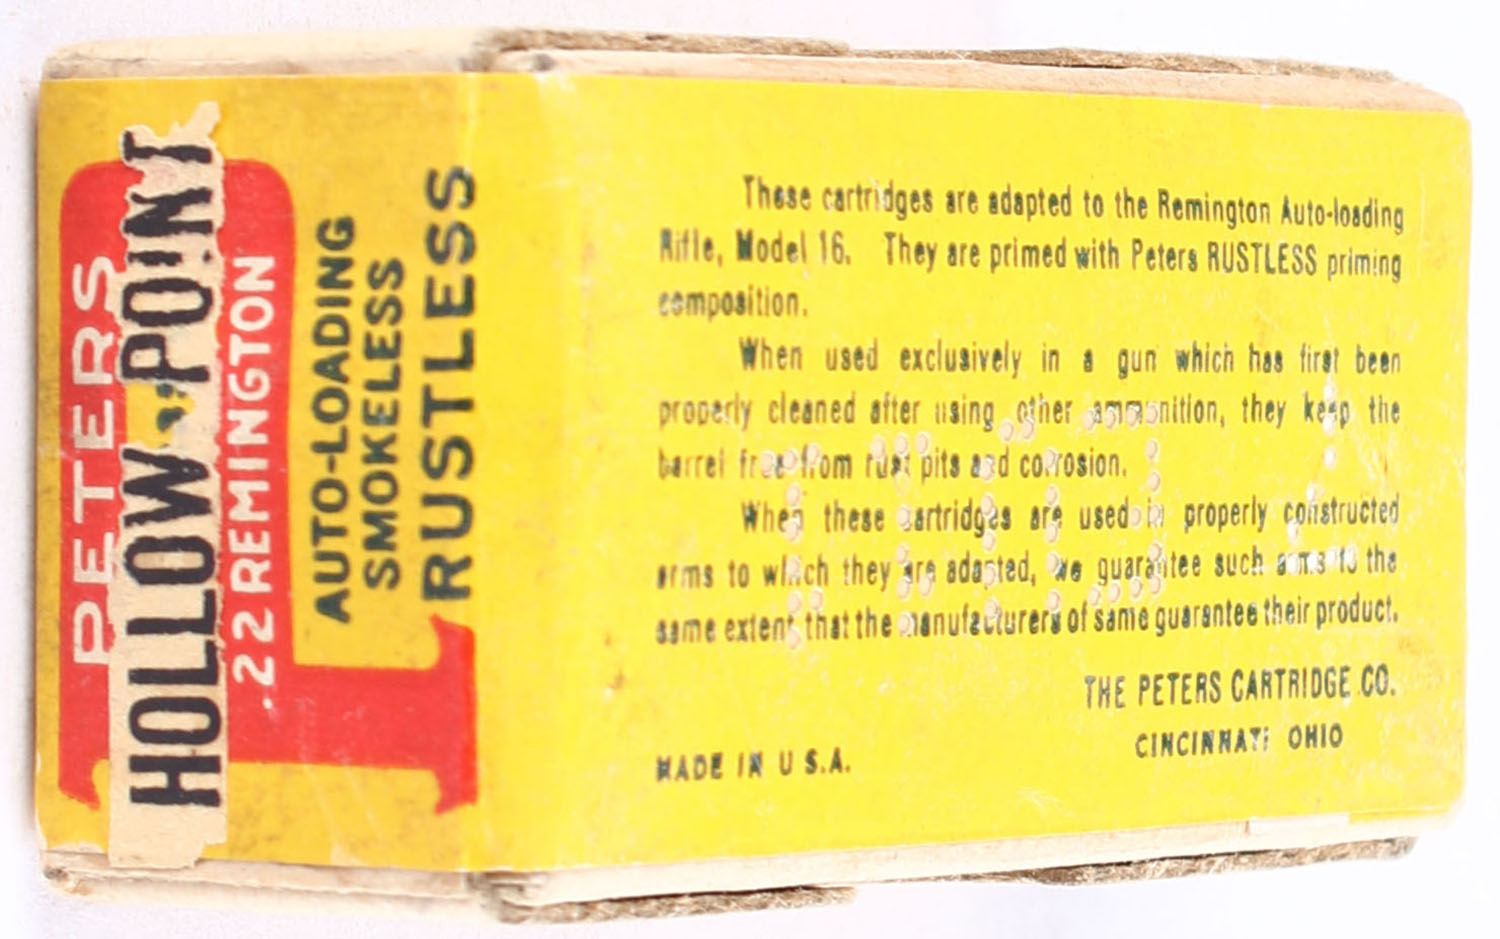 PETERS
HOLLOW POINT
22 REMINGTON
AUTO-LOADING
SMOKELESS
RUSTLESS
These cartridges are adapted to the Remington Auto-loading
Rifle, Model 16. They are primed with Peters RUSTLESS priming
composition.
When used exclusively in a gun which has first been
properly cleaned after using other ammunition, they keep the
barrel free from rust pits and corrosion.
When these cartridges are used in properly constructed
arms to which they are adapted, we guarantee such arms to the
same extent that the manufacturers of same guarantee their product.
THE PETERS CARTRIDGE CO.
CINCINNATI OHIO
MADE IN U.S.A.